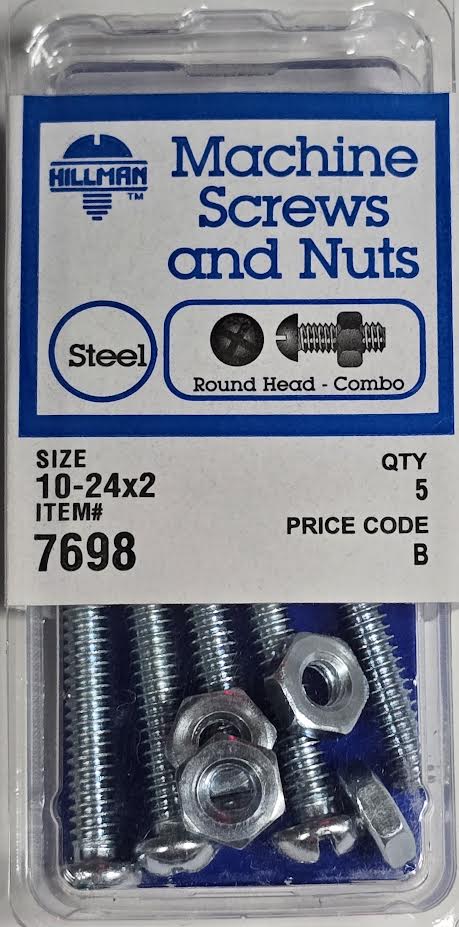 HILLMAN
TM
Machine
Screws
and Nuts
Steel
Round Head - Combo
SIZE
10-24x2
ITEM#
7698
QTY
5
PRICE CODE
B